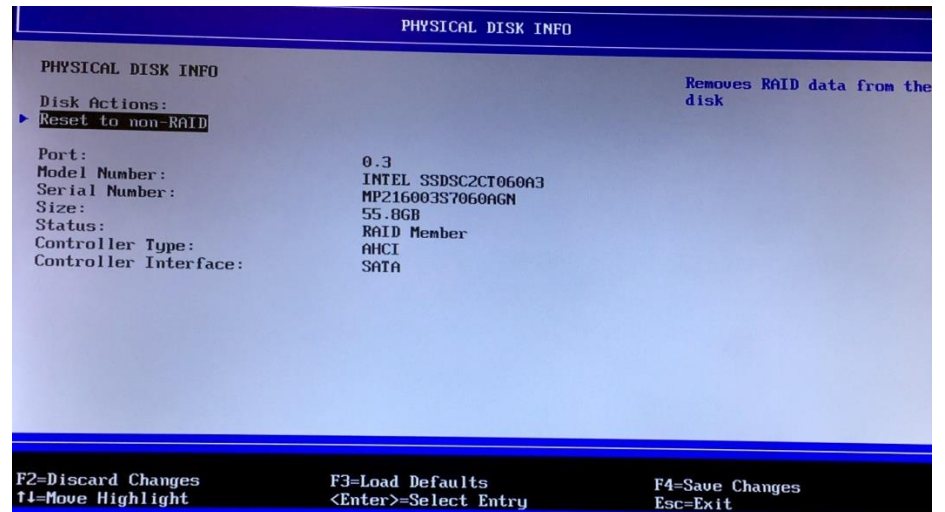 PHYSICAL DISK INFO
PHYSICAL DISK INFO
Removes RAID data from the
disk
Disk Actions:
Reset to non-RAID
Port: 0.3
Model Number: INTEL SSDSC2CT060A3
Serial Number: MP216003S7060AGN
Size: 55.8GB
Status: RAID Member
Controller Type: AHCI
Controller Interface: SATA
F2=Discard Changes F3=Load Defaults F4=Save Changes
↑↓=Move Highlight <Enter>=Select Entry Esc=Exit